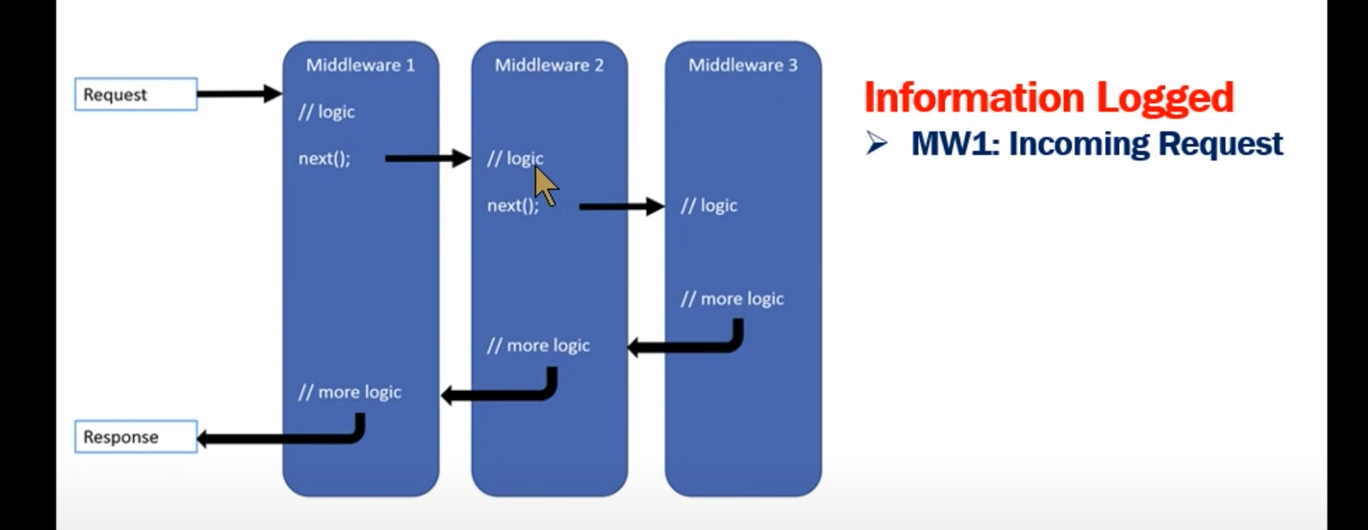 Request
Middleware 1
// logic
next();
// more logic
Response
Middleware 2
// logic
next();
// more logic
Middleware 3
// logic
// more logic
Information Logged
➢ MW1: Incoming Request